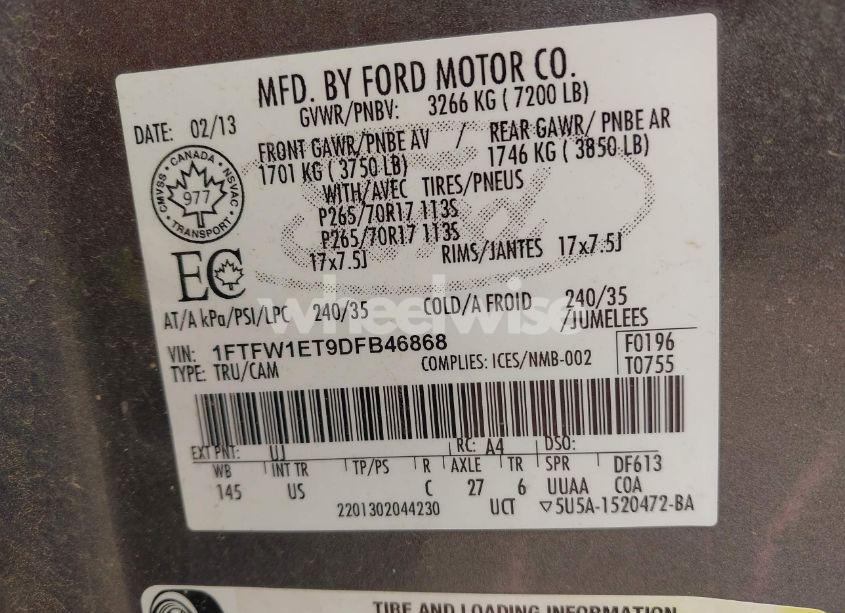 MFD. BY FORD MOTOR CO.
DATE: 02/13
GVWR/PNBV: 3266 KG ( 7200 LB)
FRONT GAWR/PNBE AV / REAR GAWR/ PNBE AR
1701 KG ( 3750 LB) 1746 KG ( 3850 LB)
WITH/AVEC TIRES/PNEUS
P265/70R17 113S
P265/70R17 113S
17x7.5J RIMS/JANTES 17x7.5J
CMVSS · CANADA · NSVAC
977
· TRANSPORT ·
EC
AT/A kPa/PSI/LPC 240/35 COLD/A FROID 240/35
/JUMELEES
wheelwise
VIN: 1FTFW1ET9DFB46868 F0196
TYPE: TRU/CAM COMPLIES: ICES/NMB-002 T0755
EXT PNT: UJ RC: A4 DSO:
WB INT TR TP/PS R AXLE TR SPR DF613
145 US C 27 6 UUAA COA
2201302044230 UCT ▽5U5A-1520472-BA
TIRE AND LOADING INFORMATION